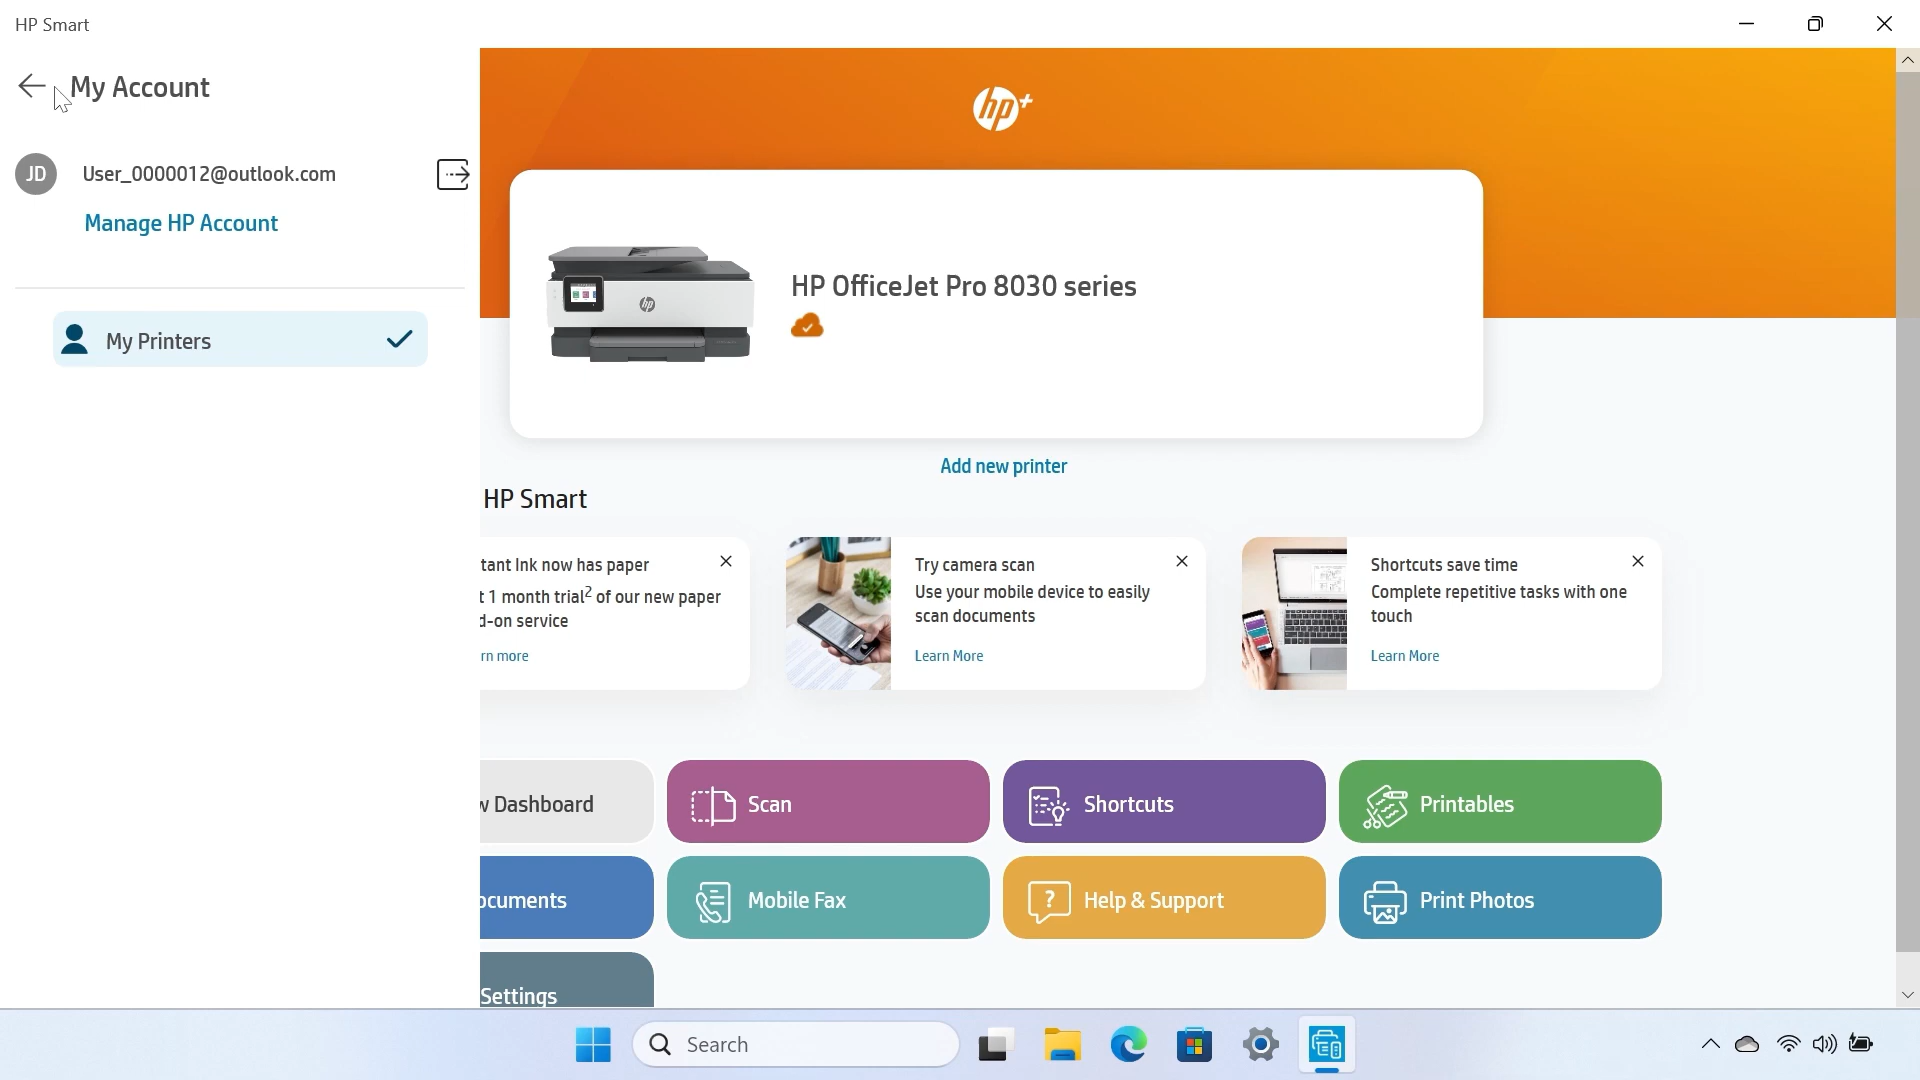 HP Smart
My Account
JD
User_0000012@outlook.com
Manage HP Account
My Printers
hp+
HP OfficeJet Pro 8030 series
hp
Add new printer
HP Smart
tant Ink now has paper
t 1 month trial2 of our new paper
d-on service
rn more
Try camera scan
Use your mobile device to easily
scan documents
Learn More
Shortcuts save time
Complete repetitive tasks with one
touch
Learn More
w Dashboard
Scan
Shortcuts
Printables
ocuments
Mobile Fax
Help & Support
Print Photos
Settings
Search